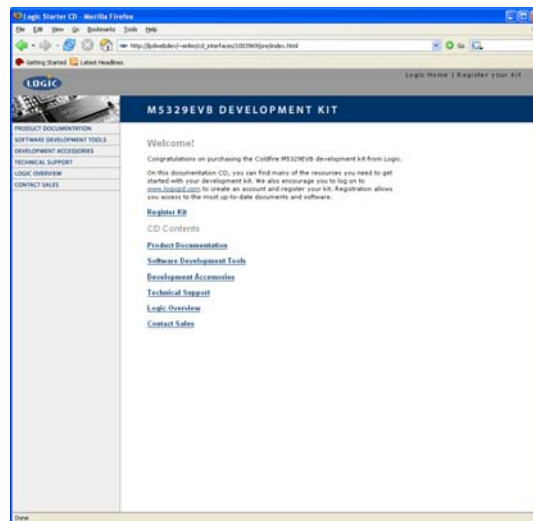 Logic Starter CD - Mozilla Firefox
File Edit View Go Bookmarks Tools Help
Go
Getting Started Latest Headlines
LOGIC
Logic Home | Register your Kit
M5329EVB DEVELOPMENT KIT
PRODUCT DOCUMENTATION
SOFTWARE DEVELOPMENT TOOLS
DEVELOPMENT ACCESSORIES
TECHNICAL SUPPORT
LOGIC OVERVIEW
CONTACT SALES
Welcome!
Congratulations on purchasing the Coldfire M5329EVB development kit from Logic.
On this documentation CD, you can find many of the resources you need to get
started with your development kit. We also encourage you to log on to
www.logicpd.com to create an account and register your kit. Registration allows
you access to the most up-to-date documents and software.
Register Kit
CD Contents
Product Documentation
Software Development Tools
Development Accessories
Technical Support
Logic Overview
Contact Sales
Done